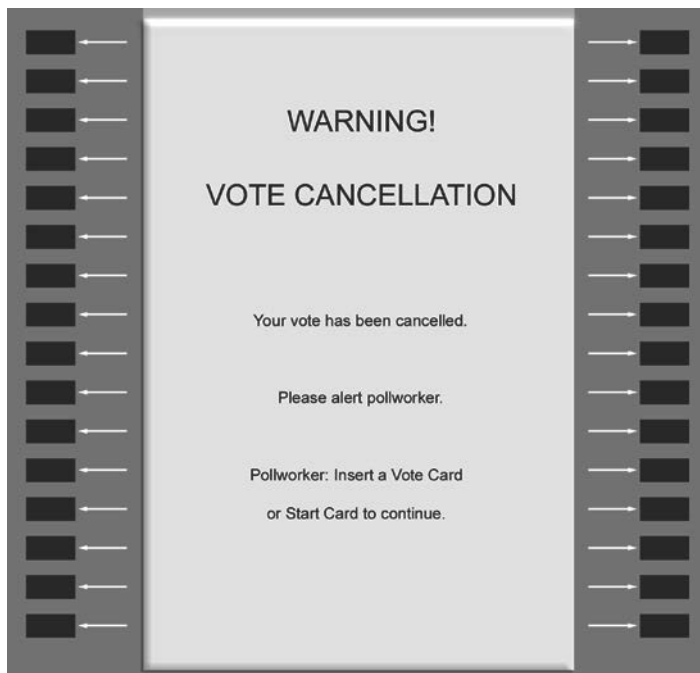 WARNING!
VOTE CANCELLATION
Your vote has been cancelled.
Please alert pollworker.
Pollworker: Insert a Vote Card
or Start Card to continue.